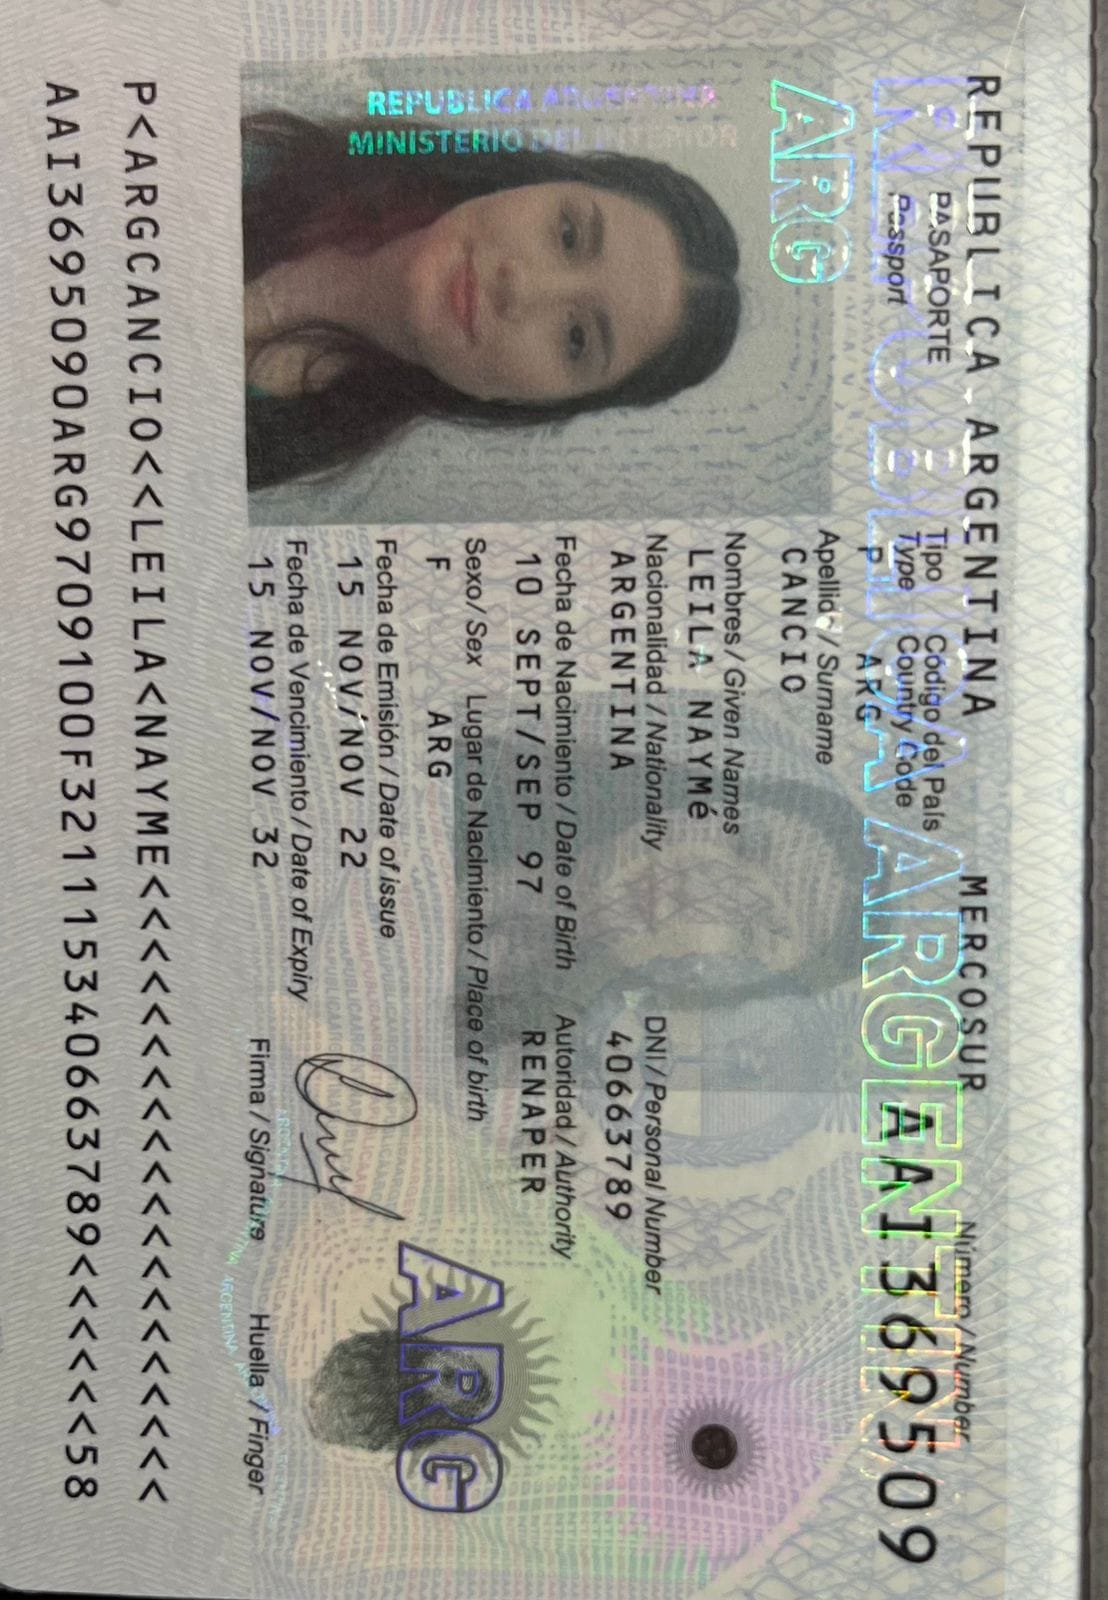 REPUBLICA ARGENTINA MERCOSUR
PASAPORTE Tipo Código del País Número / Number
Passport Type Country Code
P ARG AAI369509
REPUBLICA ARGENTINA
ARG
REPUBLICA ARGENTINA
MINISTERIO DEL INTERIOR
Apellido / Surname
CANCIO
Nombres / Given Names
LEILA NAYMé
Nacionalidad / Nationality DNI / Personal Number
ARGENTINA 40663789
Fecha de Nacimiento / Date of Birth Autoridad / Authority
10 SEPT/SEP 97 RENAPER
Sexo / Sex Lugar de Nacimiento / Place of birth
F ARG
Fecha de Emisión / Date of issue
15 NOV/NOV 22
Fecha de Vencimiento / Date of Expiry
15 NOV/NOV 32
ARG
Firma / Signature Huella / Finger
P<ARGCANCIO<<LEILA<NAYME<<<<<<<<<<<<<<<<<<<<
AAI3695090ARG9709100F321115340663789<<<<<<58